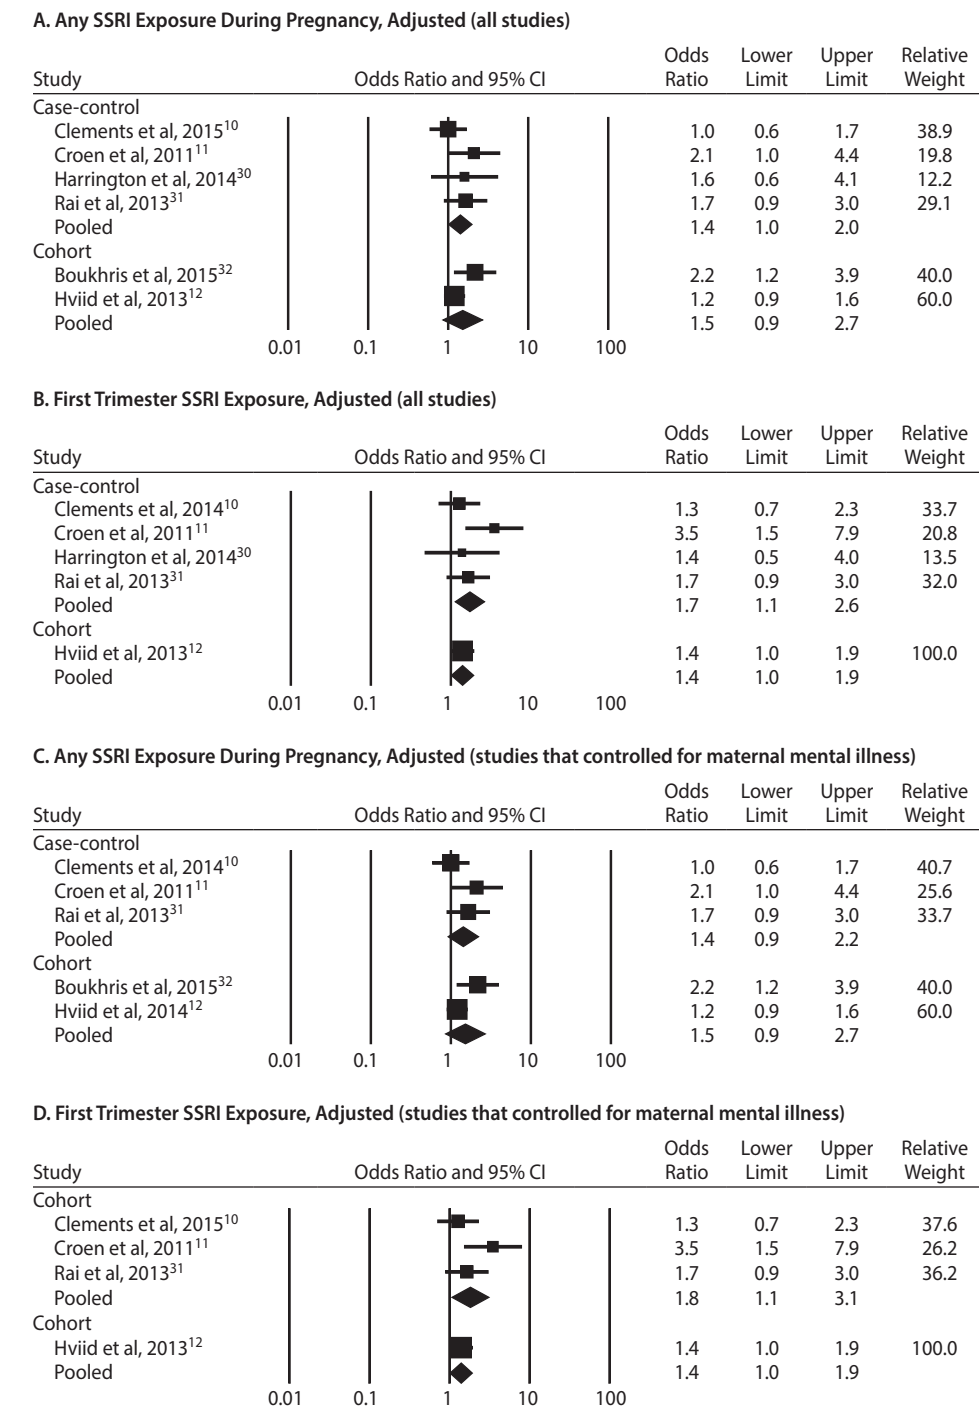 A. Any SSRI Exposure During Pregnancy, Adjusted (all studies)
Odds Lower Upper Relative
Study Odds Ratio and 95% CI Ratio Limit Limit Weight
Case-control
Clements et al, 2015¹⁰ 1.0 0.6 1.7 38.9
Croen et al, 2011¹¹ 2.1 1.0 4.4 19.8
Harrington et al, 2014³⁰ 1.6 0.6 4.1 12.2
Rai et al, 2013³¹ 1.7 0.9 3.0 29.1
Pooled 1.4 1.0 2.0
Cohort
Boukhris et al, 2015³² 2.2 1.2 3.9 40.0
Hviid et al, 2013¹² 1.2 0.9 1.6 60.0
Pooled 1.5 0.9 2.7
0.01 0.1 1 10 100
B. First Trimester SSRI Exposure, Adjusted (all studies)
Odds Lower Upper Relative
Study Odds Ratio and 95% CI Ratio Limit Limit Weight
Case-control
Clements et al, 2014¹⁰ 1.3 0.7 2.3 33.7
Croen et al, 2011¹¹ 3.5 1.5 7.9 20.8
Harrington et al, 2014³⁰ 1.4 0.5 4.0 13.5
Rai et al, 2013³¹ 1.7 0.9 3.0 32.0
Pooled 1.7 1.1 2.6
Cohort
Hviid et al, 2013¹² 1.4 1.0 1.9 100.0
Pooled 1.4 1.0 1.9
0.01 0.1 1 10 100
C. Any SSRI Exposure During Pregnancy, Adjusted (studies that controlled for maternal mental illness)
Odds Lower Upper Relative
Study Odds Ratio and 95% CI Ratio Limit Limit Weight
Case-control
Clements et al, 2014¹⁰ 1.0 0.6 1.7 40.7
Croen et al, 2011¹¹ 2.1 1.0 4.4 25.6
Rai et al, 2013³¹ 1.7 0.9 3.0 33.7
Pooled 1.4 0.9 2.2
Cohort
Boukhris et al, 2015³² 2.2 1.2 3.9 40.0
Hviid et al, 2014¹² 1.2 0.9 1.6 60.0
Pooled 1.5 0.9 2.7
0.01 0.1 1 10 100
D. First Trimester SSRI Exposure, Adjusted (studies that controlled for maternal mental illness)
Odds Lower Upper Relative
Study Odds Ratio and 95% CI Ratio Limit Limit Weight
Cohort
Clements et al, 2015¹⁰ 1.3 0.7 2.3 37.6
Croen et al, 2011¹¹ 3.5 1.5 7.9 26.2
Rai et al, 2013³¹ 1.7 0.9 3.0 36.2
Pooled 1.8 1.1 3.1
Cohort
Hviid et al, 2013¹² 1.4 1.0 1.9 100.0
Pooled 1.4 1.0 1.9
0.01 0.1 1 10 100